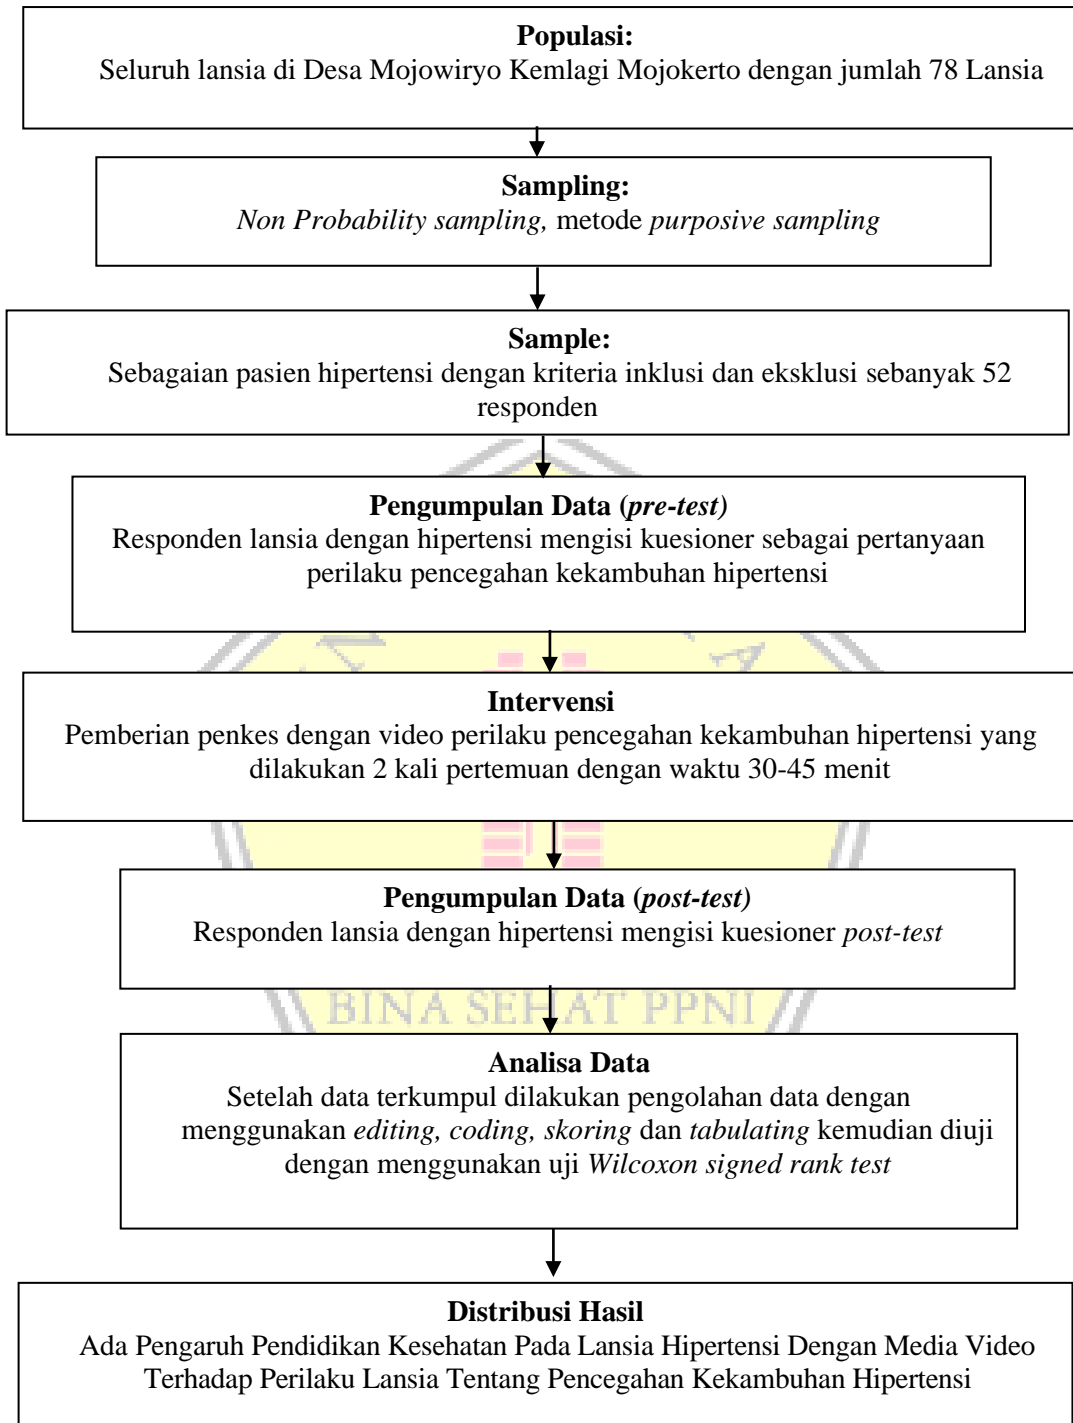 Populasi:
Seluruh lansia di Desa Mojowiryo Kemlagi Mojokerto dengan jumlah 78 Lansia
Sampling:
Non Probability sampling, metode purposive sampling
Sample:
Sebagaian pasien hipertensi dengan kriteria inklusi dan eksklusi sebanyak 52
responden
Pengumpulan Data (pre-test)
Responden lansia dengan hipertensi mengisi kuesioner sebagai pertanyaan
perilaku pencegahan kekambuhan hipertensi
Intervensi
Pemberian penkes dengan video perilaku pencegahan kekambuhan hipertensi yang
dilakukan 2 kali pertemuan dengan waktu 30-45 menit
Pengumpulan Data (post-test)
Responden lansia dengan hipertensi mengisi kuesioner post-test
BINA SEHAT PPNI
Analisa Data
Setelah data terkumpul dilakukan pengolahan data dengan
menggunakan editing, coding, skoring dan tabulating kemudian diuji
dengan menggunakan uji Wilcoxon signed rank test
Distribusi Hasil
Ada Pengaruh Pendidikan Kesehatan Pada Lansia Hipertensi Dengan Media Video
Terhadap Perilaku Lansia Tentang Pencegahan Kekambuhan Hipertensi